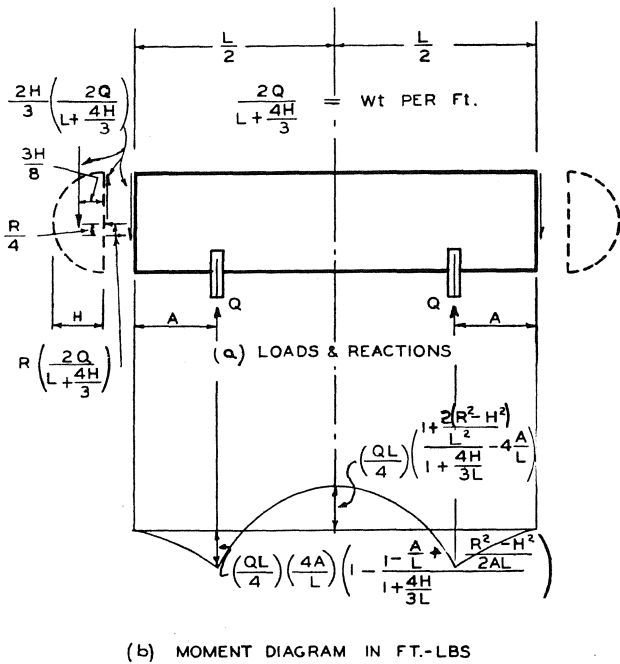 L/2 L/2
2H/3 (2Q/(L+4H/3)) 2Q/(L+4H/3) = Wt PER Ft.
3H/8
R/4
H A Q Q A
(a) LOADS & REACTIONS
R (2Q/(L+4H/3))
(QL/4) ((1+2(R²-H²)/L²)/(1+4H/3L) -4A/L)
(QL/4) (4A/L) (1 - (1-A/L + (R²-H²)/2AL)/(1+4H/3L))
(b) MOMENT DIAGRAM IN FT.-LBS